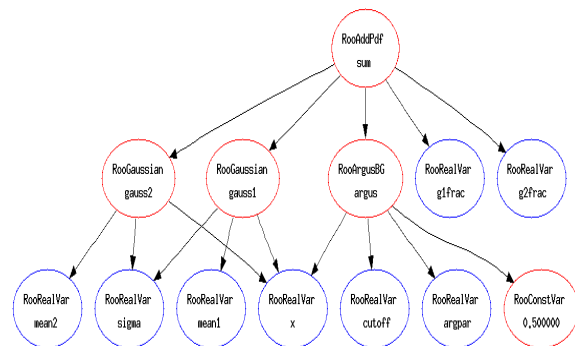 RooAddPdf
sum
RooGaussian
gauss2
RooGaussian
gauss1
RooArgusBG
argus
RooRealVar
g1frac
RooRealVar
g2frac
RooRealVar
mean2
RooRealVar
sigma
RooRealVar
mean1
RooRealVar
x
RooRealVar
cutoff
RooRealVar
argpar
RooConstVar
0.500000